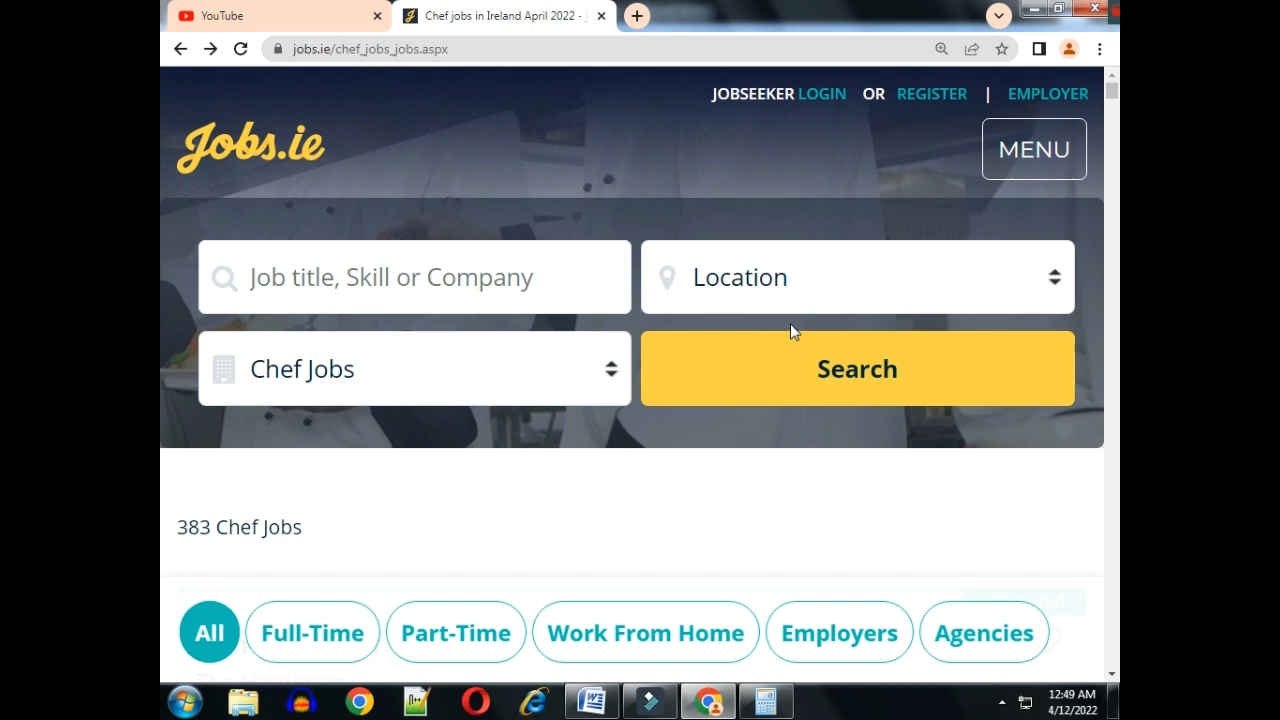 YouTube
Chef jobs in Ireland April 2022 -
jobs.ie/chef_jobs_jobs.aspx
JOBSEEKER LOGIN OR REGISTER | EMPLOYER
Jobs.ie
MENU
Job title, Skill or Company
Location
Chef Jobs
Search
383 Chef Jobs
All
Full-Time
Part-Time
Work From Home
Employers
Agencies
12:49 AM
4/12/2022